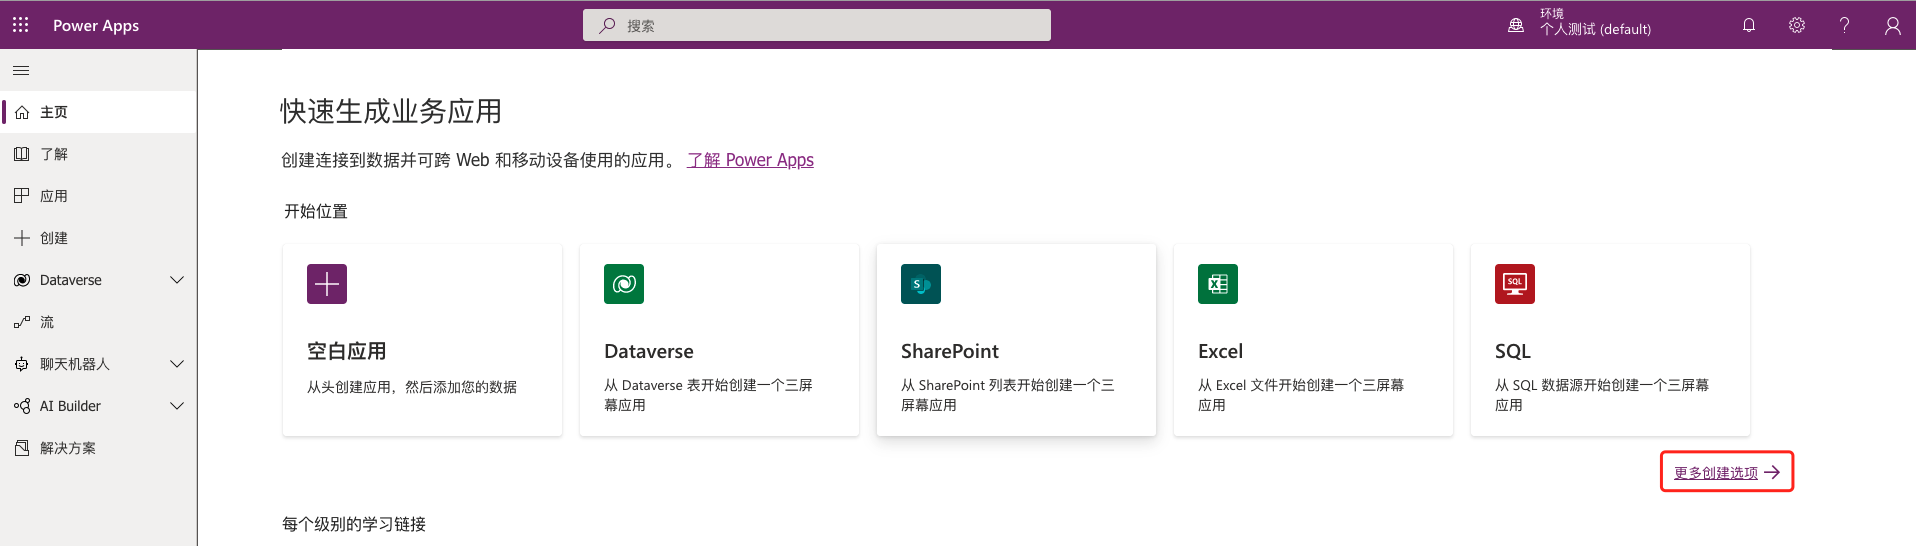 Power Apps
搜索
环境
个人测试 (default)
主页
了解
应用
创建
Dataverse
流
聊天机器人
AI Builder
解决方案
快速生成业务应用
创建连接到数据并可跨 Web 和移动设备使用的应用。 了解 Power Apps
开始位置
空白应用
从头创建应用，然后添加您的数据
Dataverse
从 Dataverse 表开始创建一个三屏
幕应用
S
SharePoint
从 SharePoint 列表开始创建一个三
屏幕应用
X
Excel
从 Excel 文件开始创建一个三屏幕
应用
SQL
SQL
从 SQL 数据源开始创建一个三屏幕
应用
更多创建选项
每个级别的学习链接